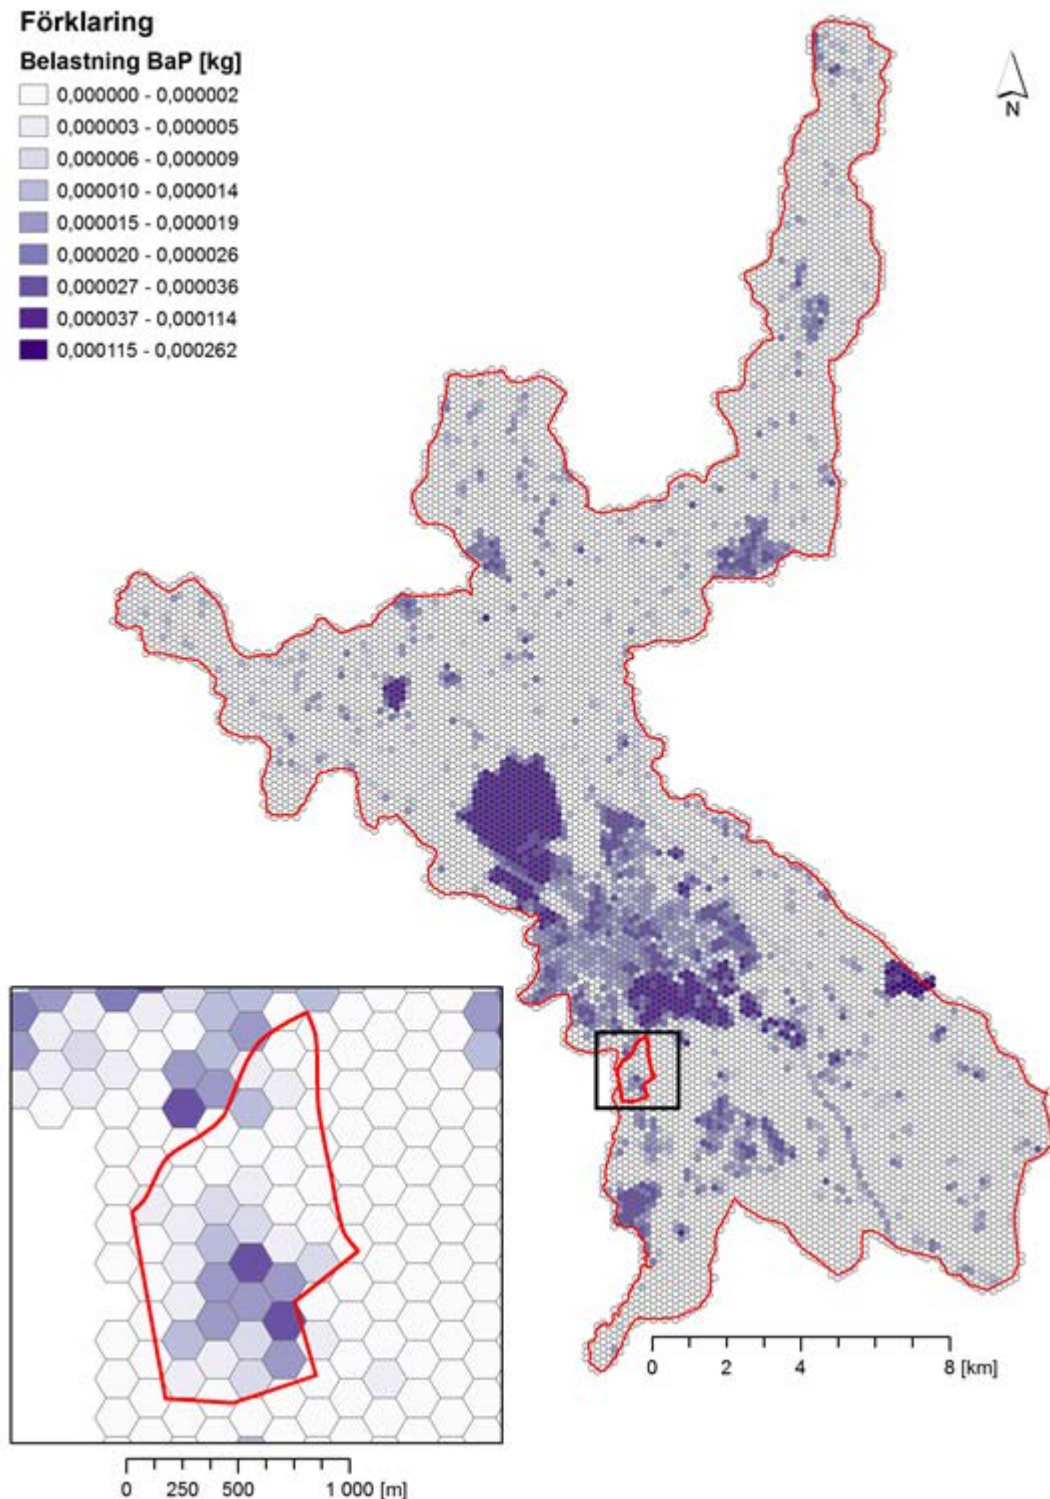 Förklaring
Belastning BaP [kg]
0,000000 - 0,000002
0,000003 - 0,000005
0,000006 - 0,000009
0,000010 - 0,000014
0,000015 - 0,000019
0,000020 - 0,000026
0,000027 - 0,000036
0,000037 - 0,000114
0,000115 - 0,000262
N
0 2 4 8 [km]
0 250 500 1 000 [m]